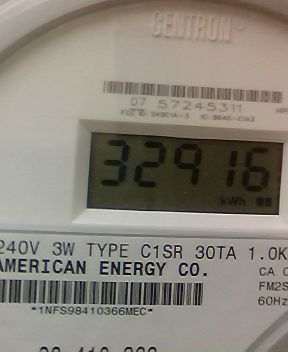 CENTRON®
07 57245311
32916
kWh
240V 3W TYPE C1SR 30TA 1.0K
AMERICAN ENERGY CO.
CA 0
FM2S
60Hz
*1NFS98410366MEC*